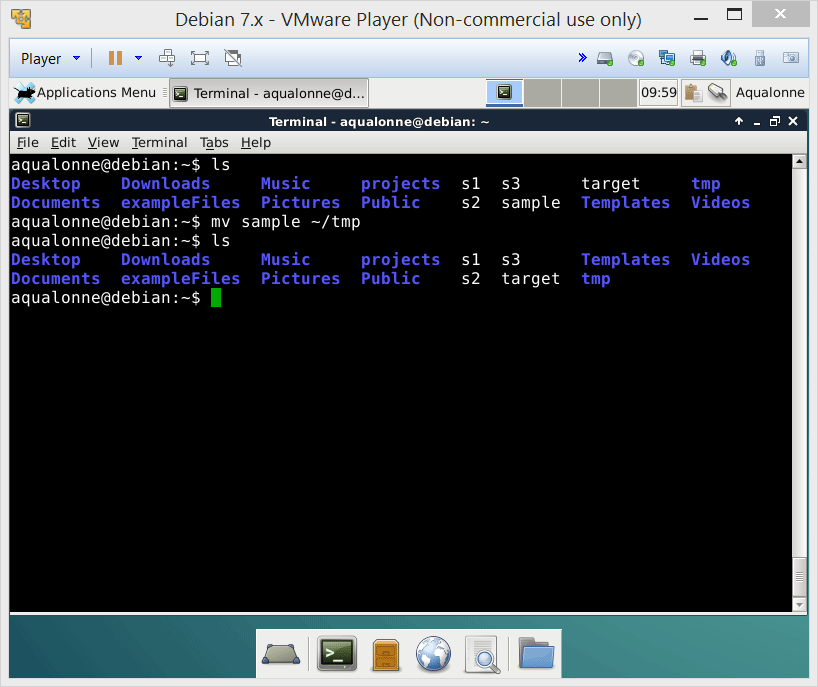 Debian 7.x - VMware Player (Non-commercial use only)
Player
Applications Menu Terminal - aqualonne@d... 09:59 Aqualonne
Terminal - aqualonne@debian: ~
File Edit View Terminal Tabs Help
aqualonne@debian:~$ ls
Desktop Downloads Music projects s1 s3 target tmp
Documents exampleFiles Pictures Public s2 sample Templates Videos
aqualonne@debian:~$ mv sample ~/tmp
aqualonne@debian:~$ ls
Desktop Downloads Music projects s1 s3 Templates Videos
Documents exampleFiles Pictures Public s2 target tmp
aqualonne@debian:~$